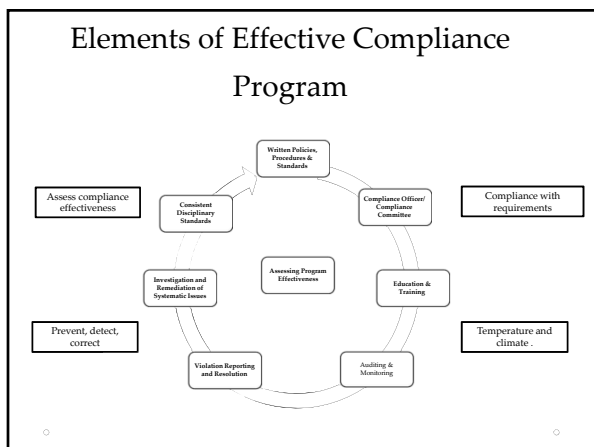 Elements of Effective Compliance
Program
Written Policies,
Procedures &
Standards
Assess compliance
effectiveness
Consistent
Disciplinary
Standards
Compliance Officer/
Compliance
Committee
Compliance with
requirements
Investigation and
Remediation of
Systematic Issues
Assessing Program
Effectiveness
Education &
Training
Prevent, detect,
correct
Violation Reporting
and Resolution
Auditing &
Monitoring
Temperature and
climate .